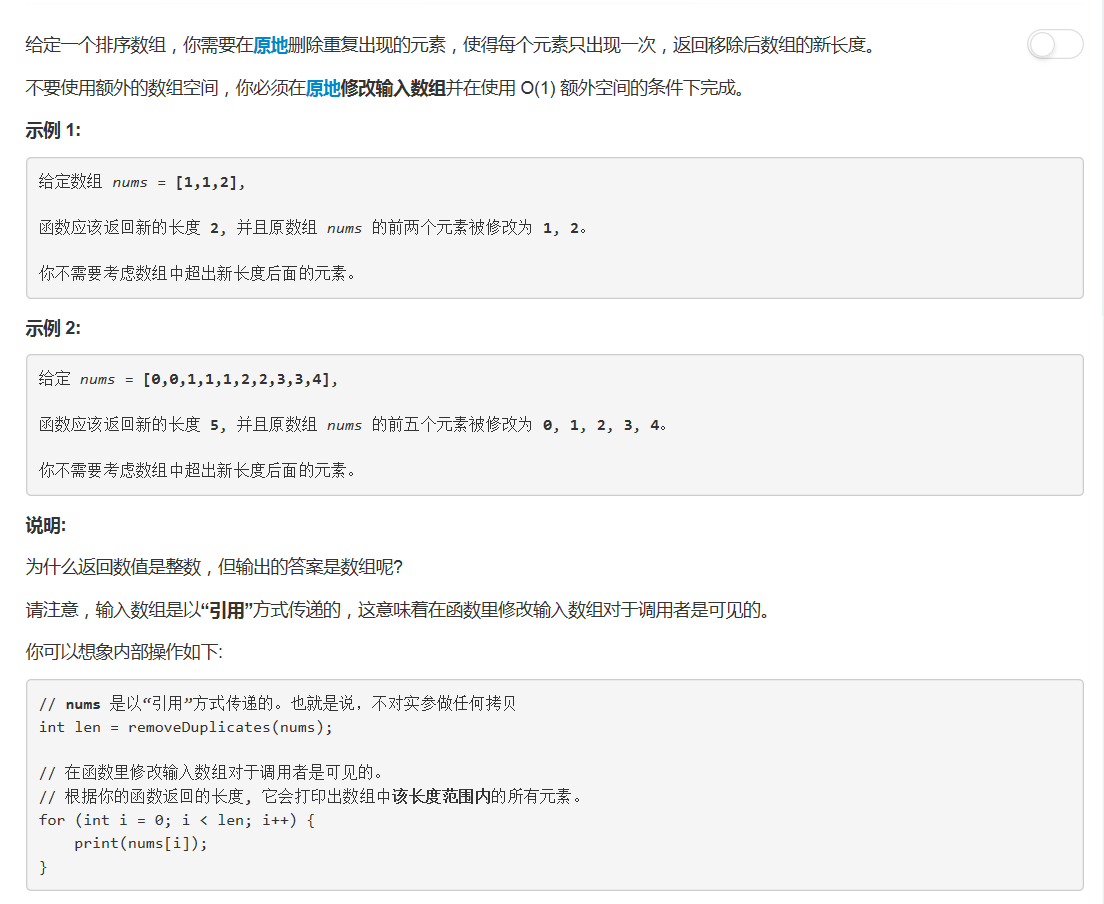 给定一个排序数组，你需要在原地删除重复出现的元素，使得每个元素只出现一次，返回移除后数组的新长度。
不要使用额外的数组空间，你必须在原地修改输入数组并在使用 O(1) 额外空间的条件下完成。
示例 1:
给定数组 nums = [1,1,2],
函数应该返回新的长度 2, 并且原数组 nums 的前两个元素被修改为 1, 2。
你不需要考虑数组中超出新长度后面的元素。
示例 2:
给定 nums = [0,0,1,1,1,2,2,3,3,4],
函数应该返回新的长度 5, 并且原数组 nums 的前五个元素被修改为 0, 1, 2, 3, 4。
你不需要考虑数组中超出新长度后面的元素。
说明:
为什么返回数值是整数，但输出的答案是数组呢?
请注意，输入数组是以“引用”方式传递的，这意味着在函数里修改输入数组对于调用者是可见的。
你可以想象内部操作如下:
// nums 是以“引用”方式传递的。也就是说，不对实参做任何拷贝
int len = removeDuplicates(nums);
// 在函数里修改输入数组对于调用者是可见的。
// 根据你的函数返回的长度, 它会打印出数组中该长度范围内的所有元素。
for (int i = 0; i < len; i++) {
    print(nums[i]);
}